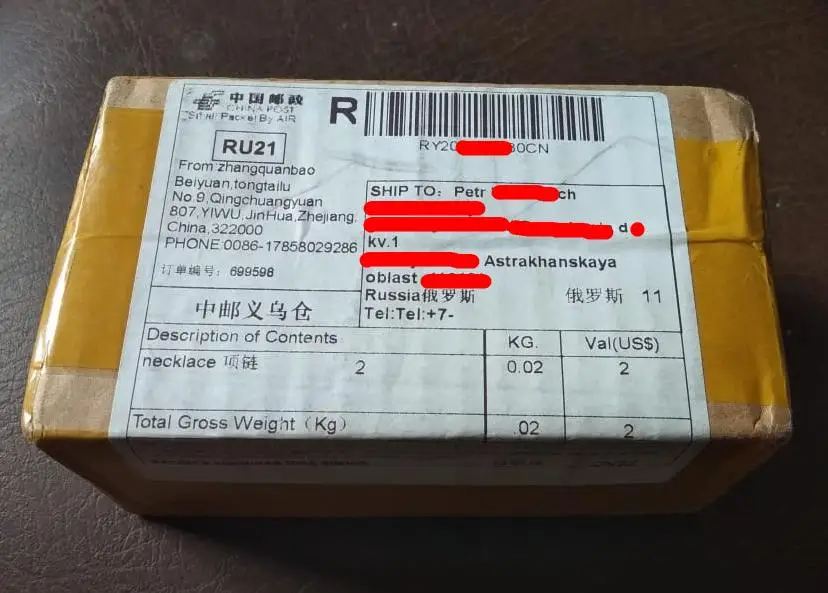 中国邮政
CHINA POST
Small Packet By AIR
R
RY20 80CN
RU21
From:zhangquanbao
Beiyuan,tongtailu
No.9,Qingchuangyuan
807,YIWU,JinHua,Zhejiang,
China,322000
PHONE:0086-17858029286
订单编号: 699598
中邮义乌仓
SHIP TO: Petr ch
d
kv.1
Astrakhanskaya
oblast
Russia俄罗斯 俄罗斯 11
Tel:Tel:+7-
Description of Contents KG. Val(US$)
necklace 项链 2 0.02 2
Total Gross Weight（Kg） .02 2